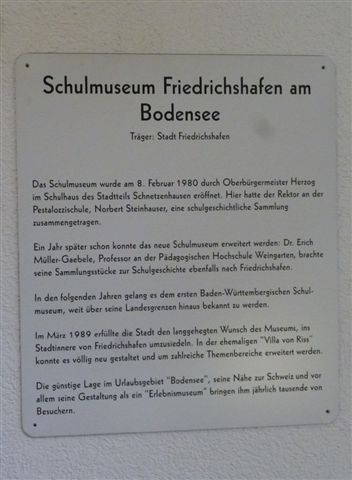 Schulmuseum Friedrichshafen am
Bodensee
Träger: Stadt Friedrichshafen
Das Schulmuseum wurde am 8. Februar 1980 durch Oberbürgermeister Herzog
im Schulhaus des Stadtteils Schnetzenhausen eröffnet. Hier hatte der Rektor an der
Pestalozzischule, Norbert Steinhauser, eine schulgeschichtliche Sammlung
zusammengetragen.
Ein Jahr später schon konnte das neue Schulmuseum erweitert werden: Dr. Erich
Müller-Gaebele, Professor an der Pädagogischen Hochschule Weingarten, brachte
seine Sammlungsstücke zur Schulgeschichte ebenfalls nach Friedrichshafen.
In den folgenden Jahren gelang es dem ersten Baden-Württembergischen Schul-
museum, weit über seine Landesgrenzen hinaus bekannt zu werden.
Im März 1989 erfüllte die Stadt den langgehegten Wunsch des Museums, ins
Stadtinnere von Friedrichshafen umzusiedeln. In der ehemaligen "Villa von Riss"
konnte es völlig neu gestaltet und um zahlreiche Themenbereiche erweitert werden.
Die günstige Lage im Urlaubsgebiet "Bodensee", seine Nähe zur Schweiz und vor
allem seine Gestaltung als ein "Erlebnismuseum" bringen ihm jährlich tausende von
Besuchern.